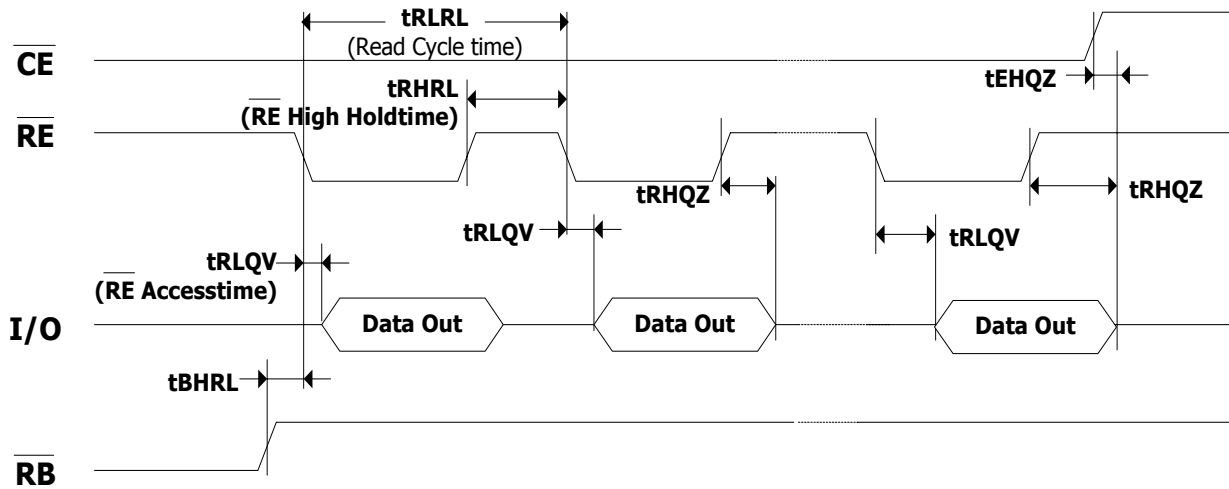 tRLRL
(Read Cycle time)
CE
tEHQZ
tRHRL
(RE High Holdtime)
RE
tRHQZ
tRHQZ
tRLQV
tRLQV
tRLQV
(RE Accesstime)
I/O
Data Out
Data Out
Data Out
tBHRL
RB